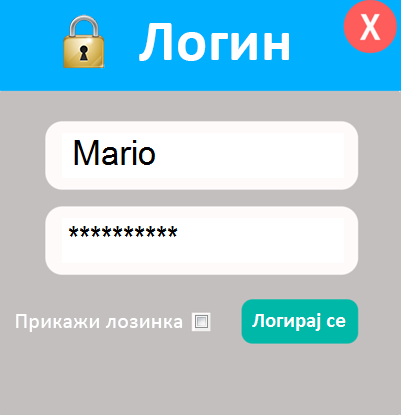 Логин
X
Mario
**********
Прикажи лозинка
Логирај се